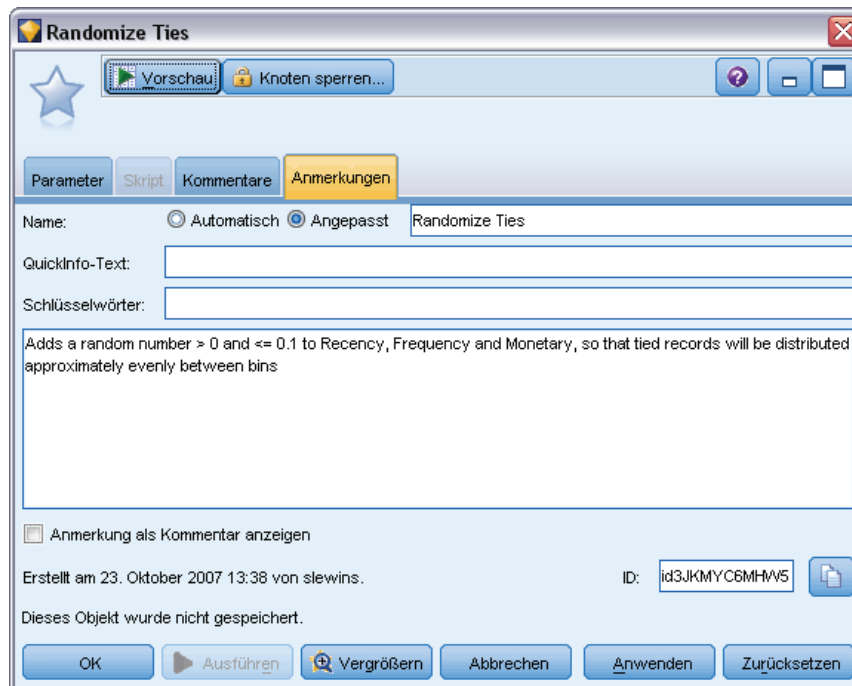 Randomize Ties
Vorschau Knoten sperren...
Parameter Skript Kommentare Anmerkungen
Name: Automatisch Angepasst Randomize Ties
QuickInfo-Text:
Schlüsselwörter:
Adds a random number > 0 and <= 0.1 to Recency, Frequency and Monetary, so that tied records will be distributed
approximately evenly between bins
Anmerkung als Kommentar anzeigen
Erstellt am 23. Oktober 2007 13:38 von slewins. ID: id3JKMYC6MHW5
Dieses Objekt wurde nicht gespeichert.
OK Ausführen Vergrößern Abbrechen Anwenden Zurücksetzen